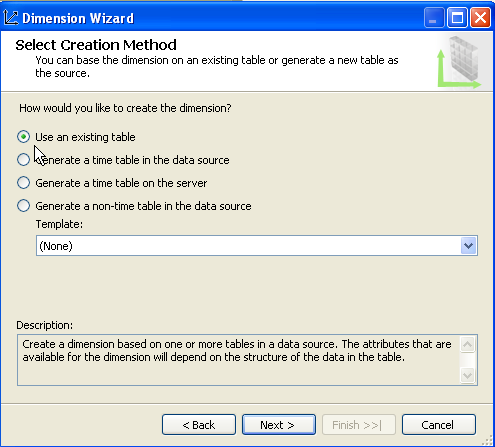 Dimension Wizard
Select Creation Method
You can base the dimension on an existing table or generate a new table as
the source.
How would you like to create the dimension?
Use an existing table
Generate a time table in the data source
Generate a time table on the server
Generate a non-time table in the data source
Template:
(None)
Description:
Create a dimension based on one or more tables in a data source. The attributes that are
available for the dimension will depend on the structure of the data in the table.
< Back
Next >
Finish >>|
Cancel